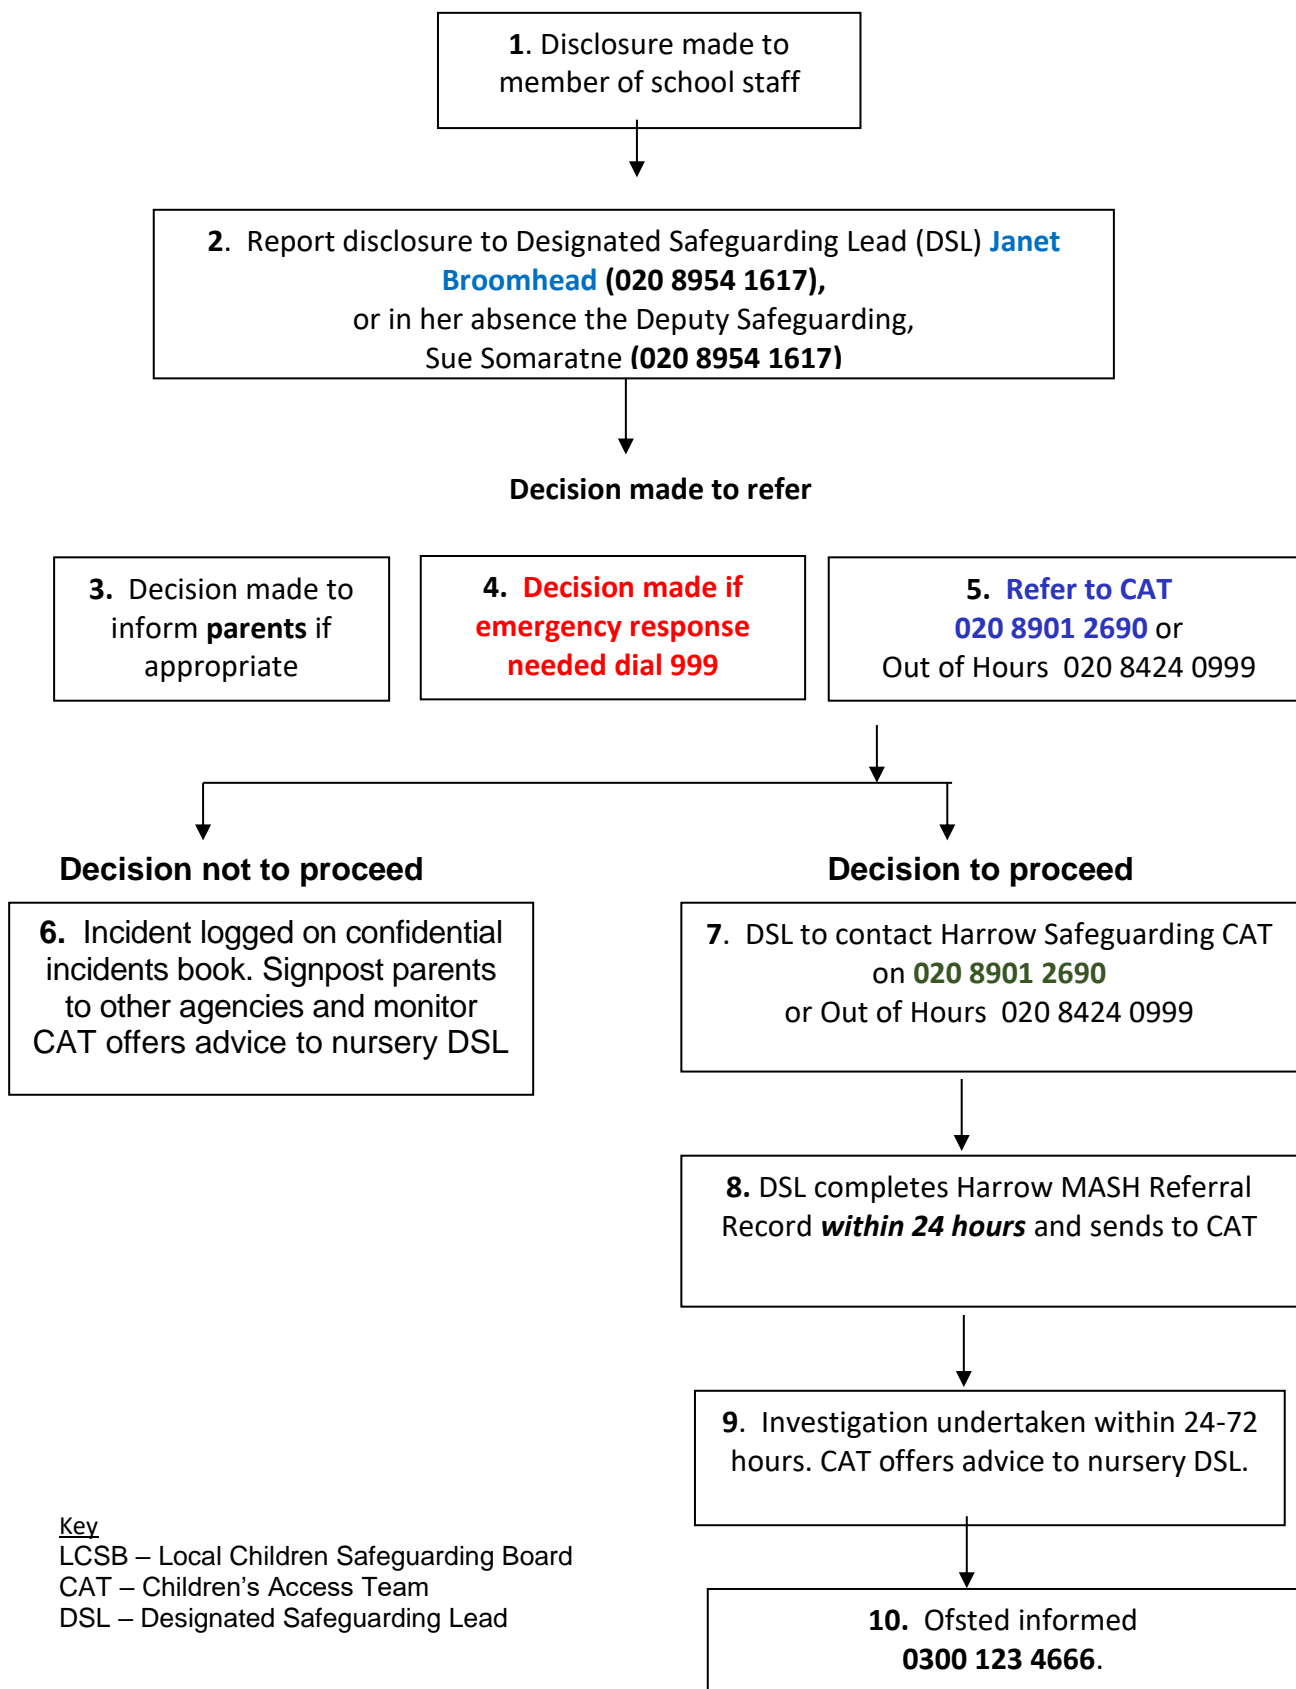 1. Disclosure made to
member of school staff
2. Report disclosure to Designated Safeguarding Lead (DSL) Janet
Broomhead (020 8954 1617),
or in her absence the Deputy Safeguarding,
Sue Somaratne (020 8954 1617)
Decision made to refer
3. Decision made to
inform parents if
appropriate
4. Decision made if
emergency response
needed dial 999
5. Refer to CAT
020 8901 2690 or
Out of Hours 020 8424 0999
Decision not to proceed
6. Incident logged on confidential
incidents book. Signpost parents
to other agencies and monitor
CAT offers advice to nursery DSL
Decision to proceed
7. DSL to contact Harrow Safeguarding CAT
on 020 8901 2690
or Out of Hours 020 8424 0999
8. DSL completes Harrow MASH Referral
Record within 24 hours and sends to CAT
9. Investigation undertaken within 24-72
hours. CAT offers advice to nursery DSL.
10. Ofsted informed
0300 123 4666.
Key
LCSB – Local Children Safeguarding Board
CAT – Children's Access Team
DSL – Designated Safeguarding Lead